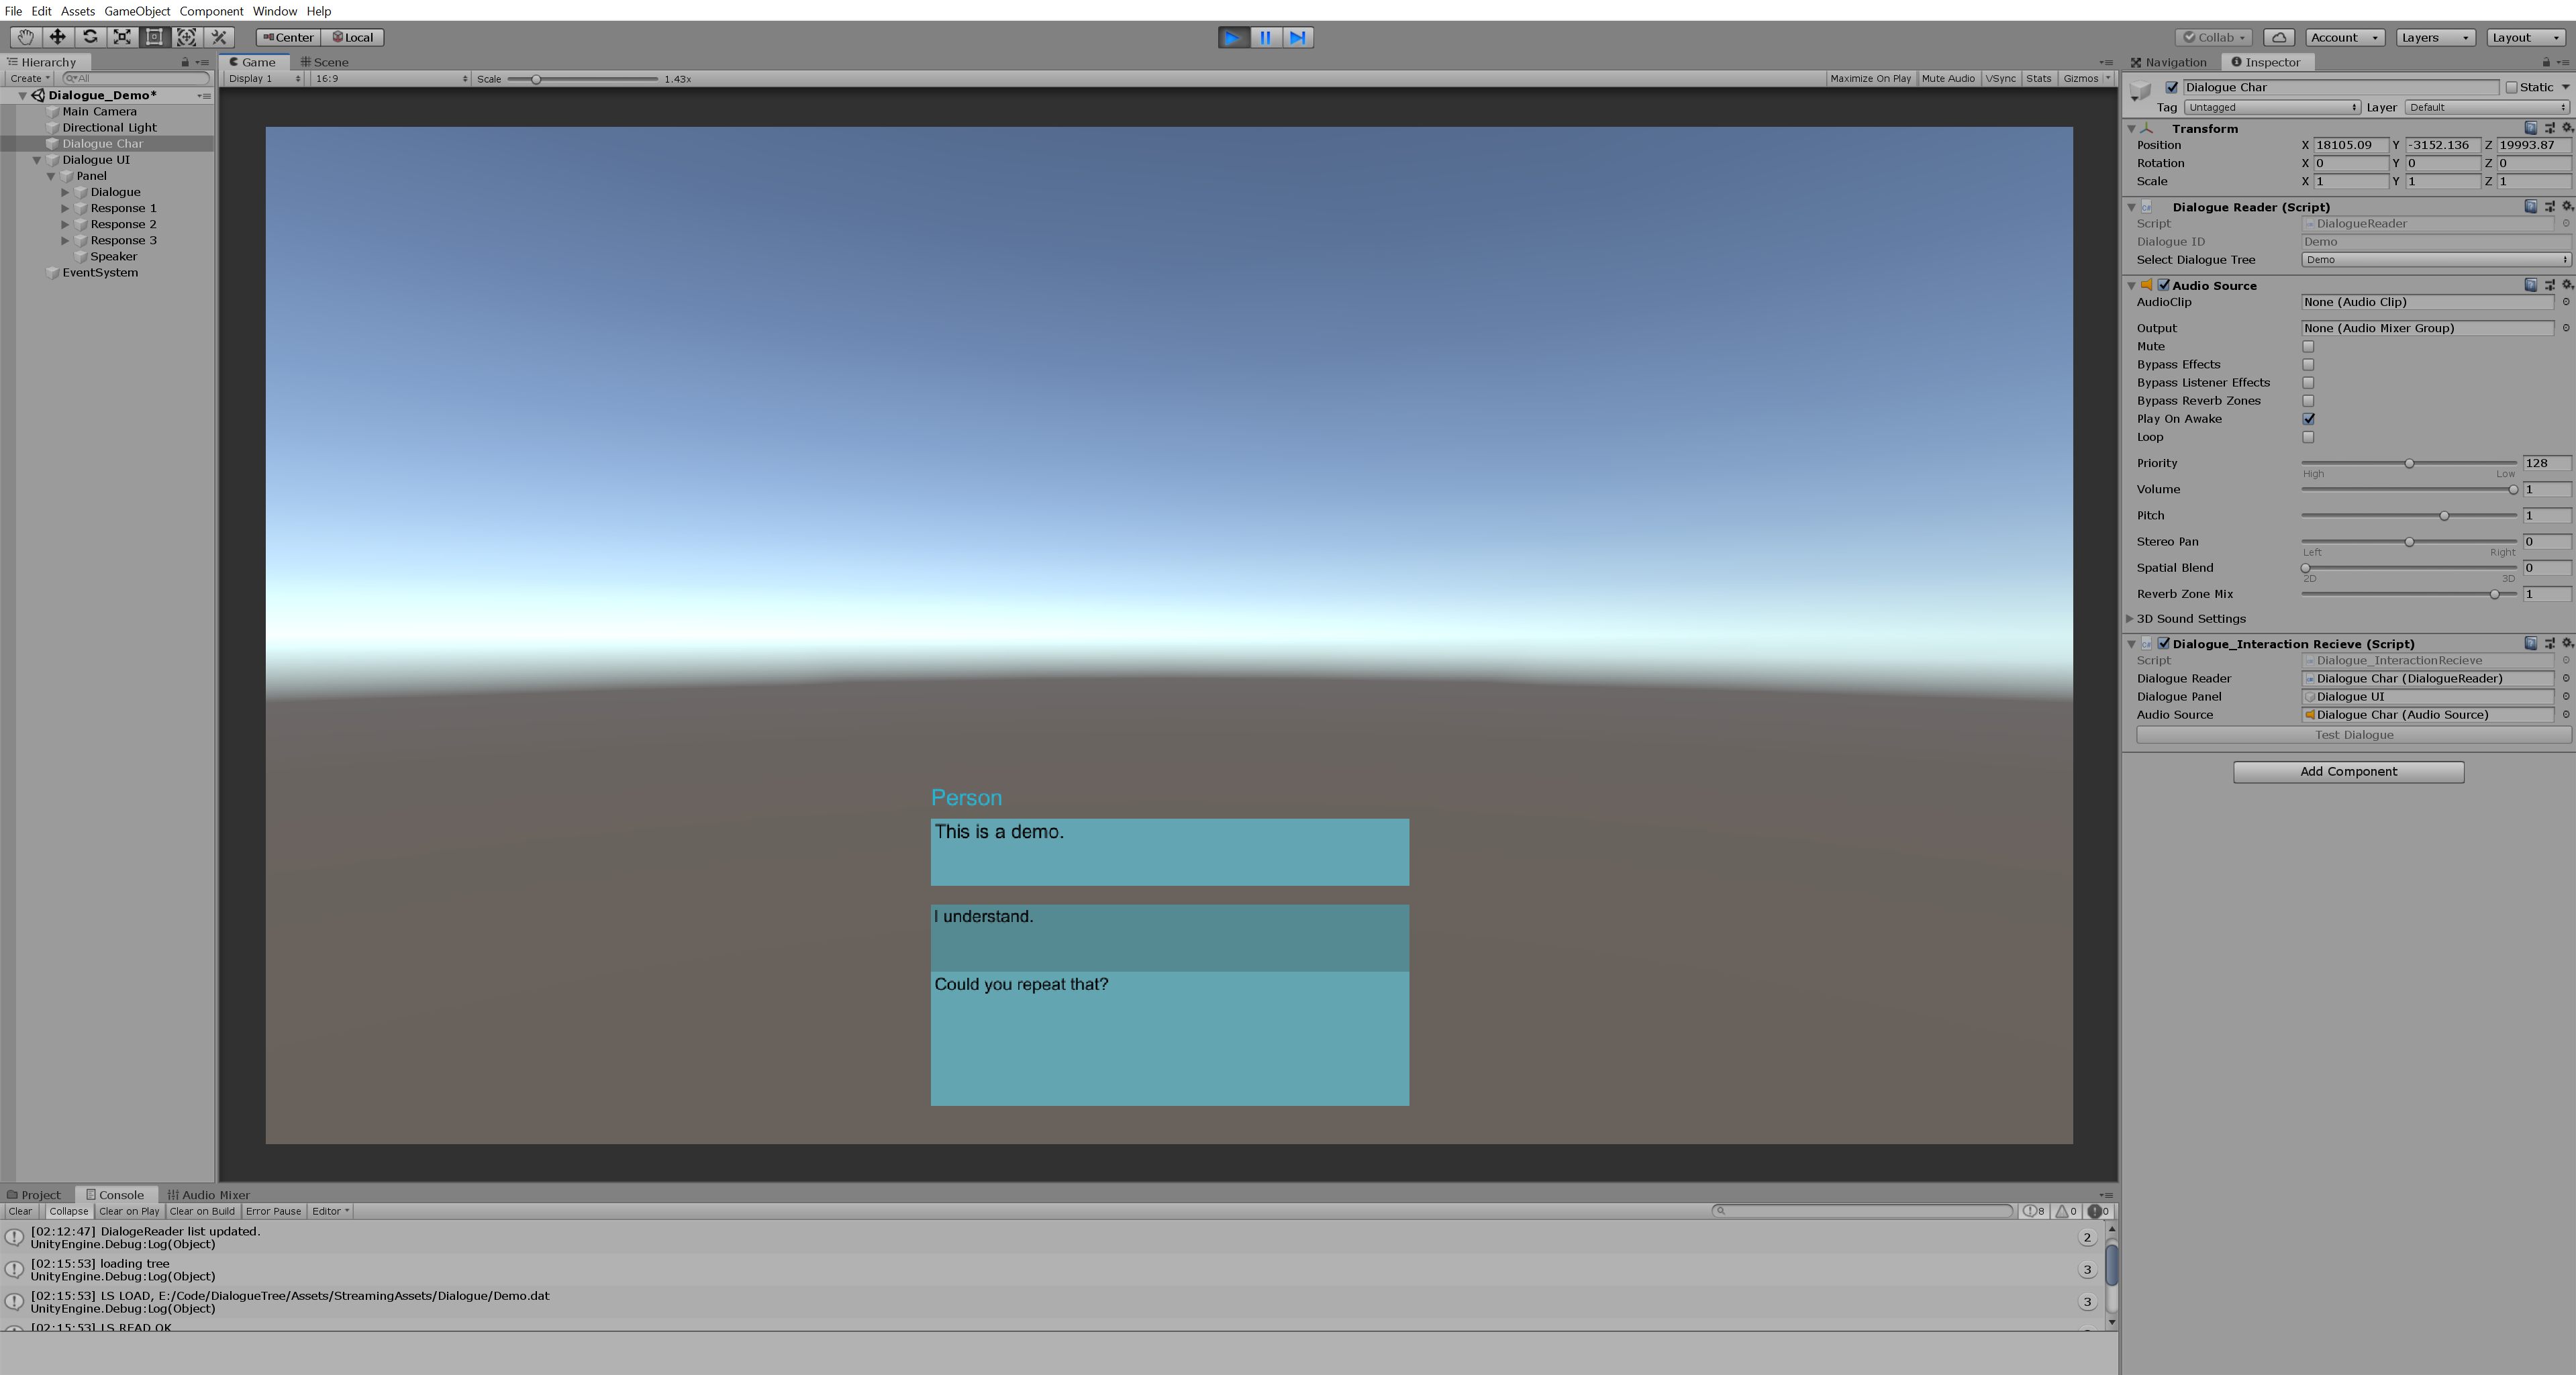 File Edit Assets GameObject Component Window Help
Center Local
Collab Account Layers Layout
Hierarchy
Create All
Dialogue_Demo*
Main Camera
Directional Light
Dialogue Char
Dialogue UI
Panel
Dialogue
Response 1
Response 2
Response 3
Speaker
EventSystem
Game Scene
Display 1 16:9 Scale 1.43x Maximize On Play Mute Audio VSync Stats Gizmos
Person
This is a demo.
I understand.
Could you repeat that?
Project Console Audio Mixer
Clear Collapse Clear on Play Clear on Build Error Pause Editor 8 0 0
[02:12:47] DialogeReader list updated.
UnityEngine.Debug:Log(Object)
2
[02:15:53] loading tree
UnityEngine.Debug:Log(Object)
3
[02:15:53] LS LOAD, E:/Code/DialogueTree/Assets/StreamingAssets/Dialogue/Demo.dat
UnityEngine.Debug:Log(Object)
3
[02:15:53] LS READ OK
Navigation Inspector
Dialogue Char Static
Tag Untagged Layer Default
Transform
Position X 18105.09 Y -3152.136 Z 19993.87
Rotation X 0 Y 0 Z 0
Scale X 1 Y 1 Z 1
Dialogue Reader (Script)
Script DialogueReader
Dialogue ID Demo
Select Dialogue Tree Demo
Audio Source
AudioClip None (Audio Clip)
Output None (Audio Mixer Group)
Mute
Bypass Effects
Bypass Listener Effects
Bypass Reverb Zones
Play On Awake
Loop
Priority 128
High Low
Volume 1
Pitch 1
Stereo Pan 0
Left Right
Spatial Blend 0
2D 3D
Reverb Zone Mix 1
3D Sound Settings
Dialogue_Interaction Recieve (Script)
Script Dialogue_InteractionRecieve
Dialogue Reader Dialogue Char (DialogueReader)
Dialogue Panel Dialogue UI
Audio Source Dialogue Char (Audio Source)
Test Dialogue
Add Component